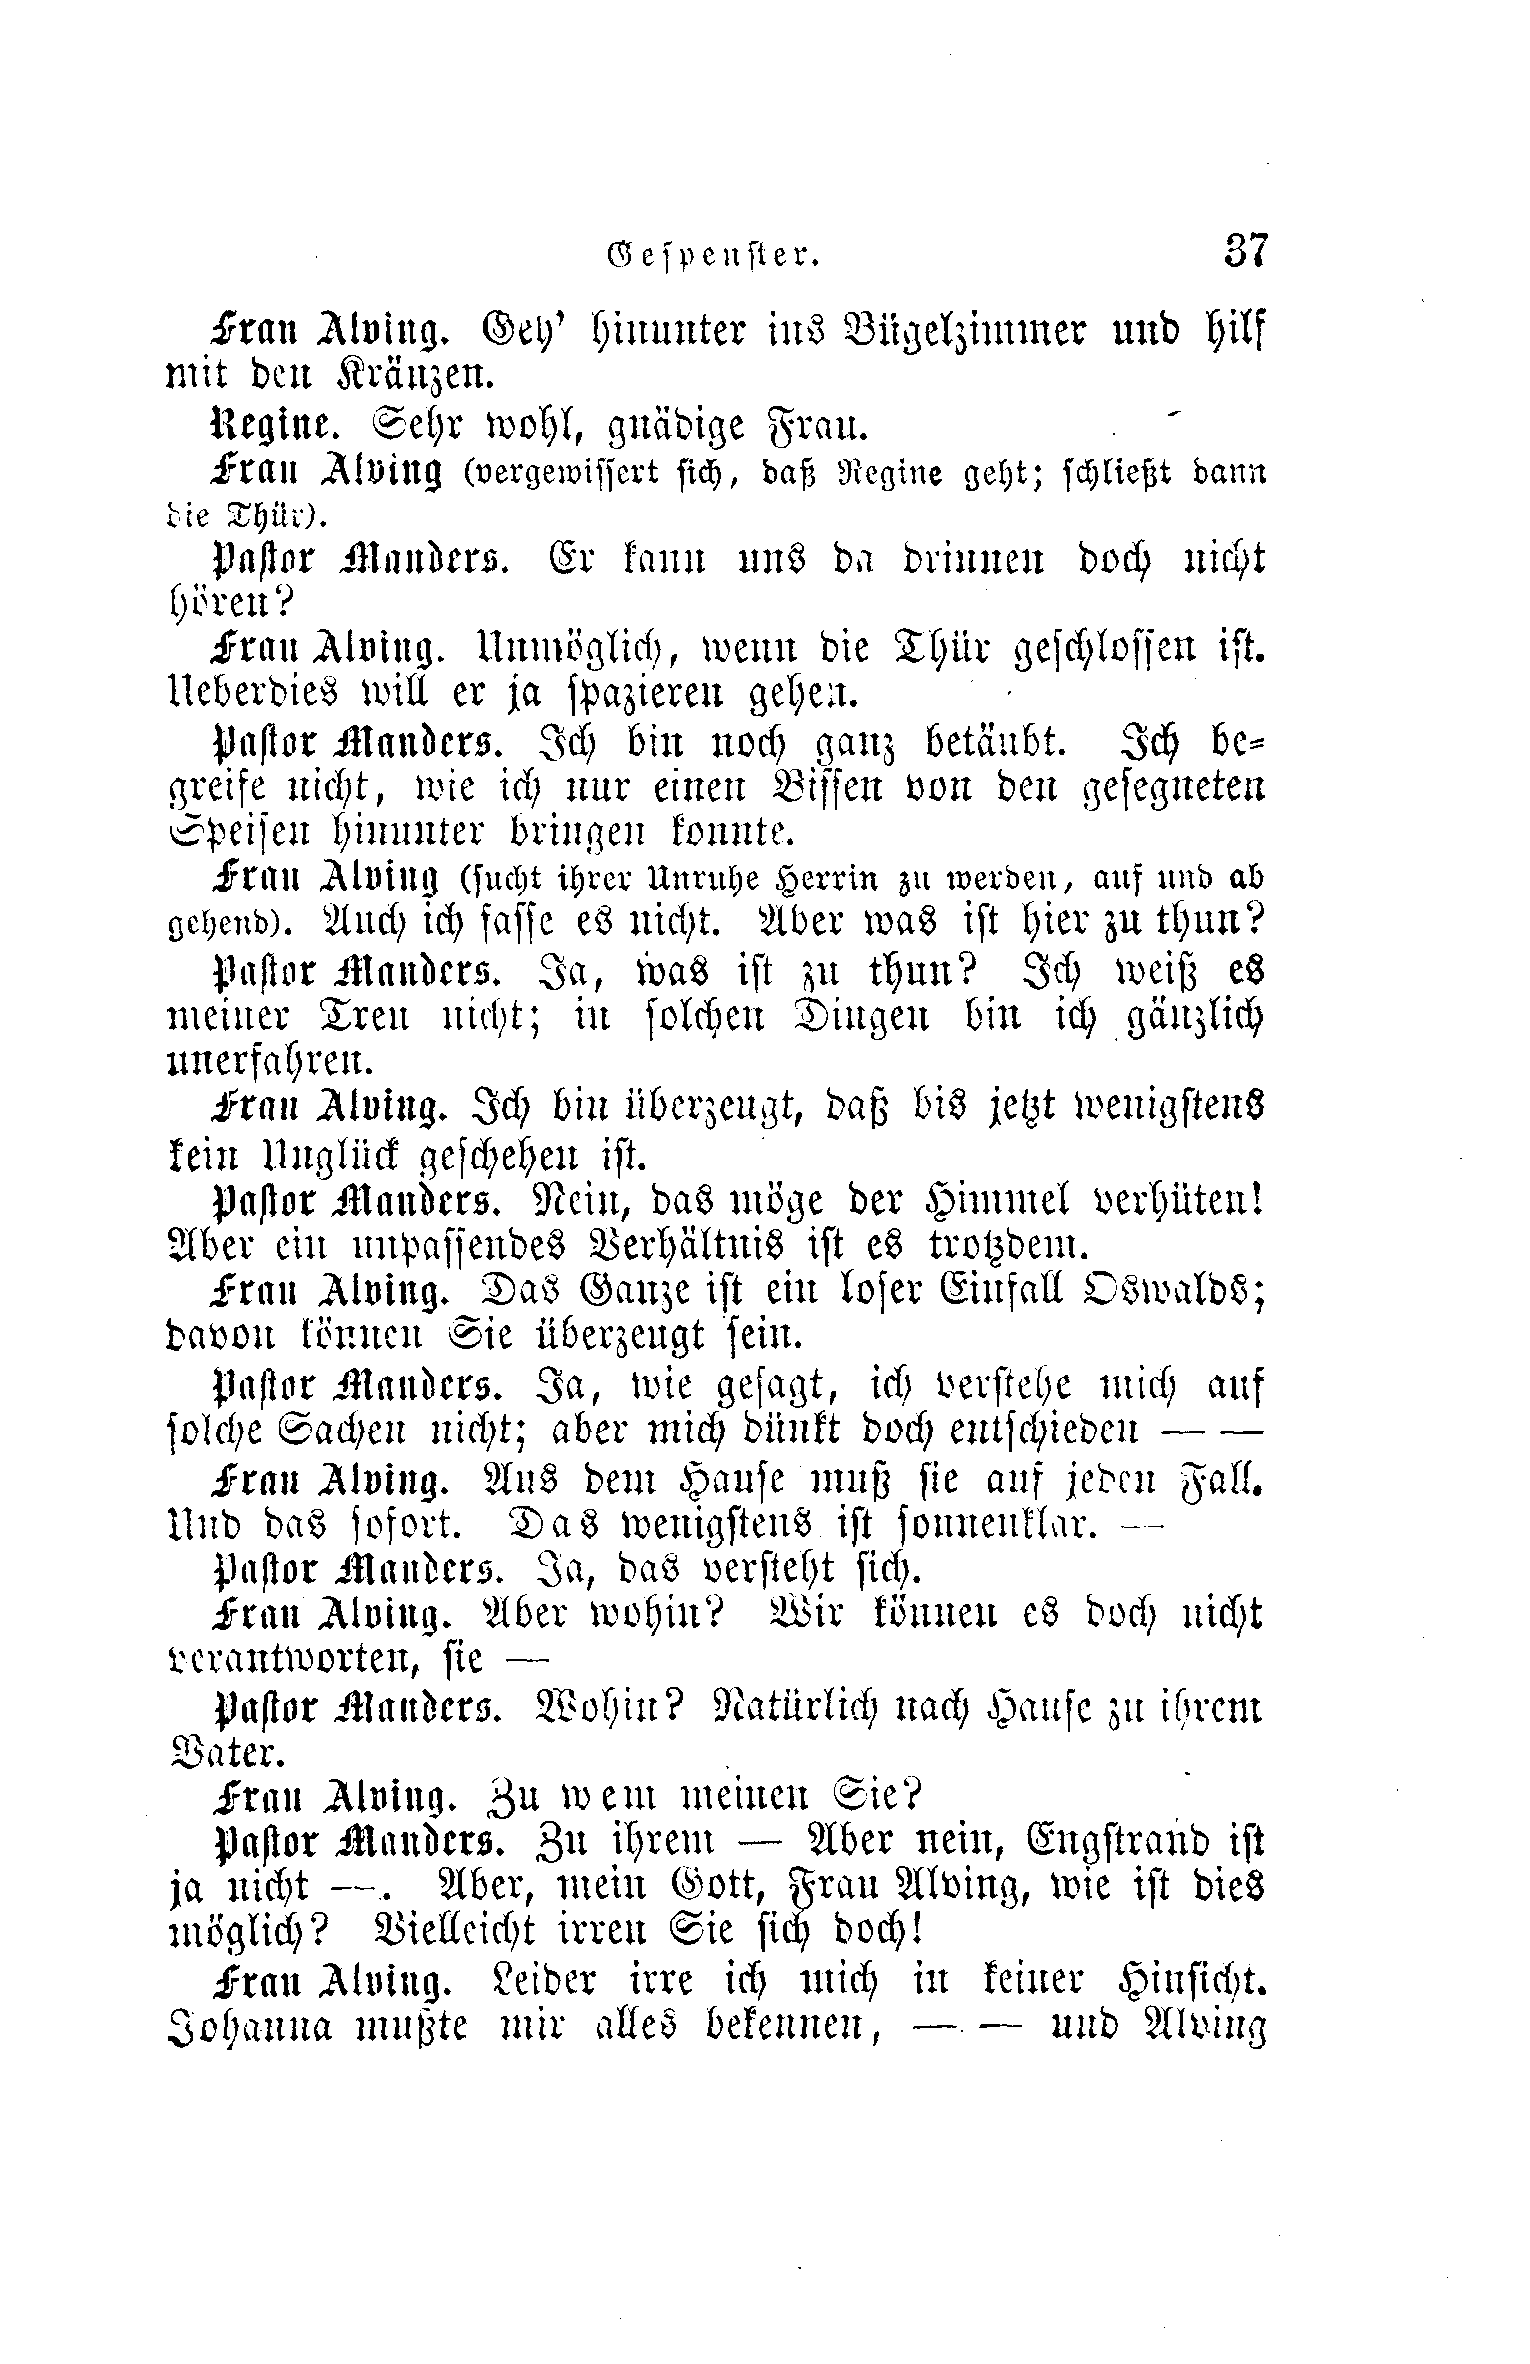 Gespenster. 37
Frau Alving. Geh' hinunter ins Bügelzimmer und hilf
mit den Kränzen.
Regine. Sehr wohl, gnädige Frau.
Frau Alving (vergewissert sich, daß Regine geht; schließt dann
die Thür).
Pastor Manders. Er kann uns da drinnen doch nicht
hören?
Frau Alving. Unmöglich, wenn die Thür geschlossen ist.
Ueberdies will er ja spazieren gehen.
Pastor Manders. Ich bin noch ganz betäubt. Ich be-
greife nicht, wie ich nur einen Bissen von den gesegneten
Speisen hinunter bringen konnte.
Frau Alving (sucht ihrer Unruhe Herrin zu werden, auf und ab
gehend). Auch ich fasse es nicht. Aber was ist hier zu thun?
Pastor Manders. Ja, was ist zu thun? Ich weiß es
meiner Treu nicht; in solchen Dingen bin ich gänzlich
unerfahren.
Frau Alving. Ich bin überzeugt, daß bis jetzt wenigstens
kein Unglück geschehen ist.
Pastor Manders. Nein, das möge der Himmel verhüten!
Aber ein unpassendes Verhältnis ist es trotzdem.
Frau Alving. Das Ganze ist ein loser Einfall Oswalds;
davon können Sie überzeugt sein.
Pastor Manders. Ja, wie gesagt, ich verstehe mich auf
solche Sachen nicht; aber mich dünkt doch entschieden — —
Frau Alving. Aus dem Hause muß sie auf jeden Fall.
Und das sofort. Das wenigstens ist sonnenklar. —
Pastor Manders. Ja, das versteht sich.
Frau Alving. Aber wohin? Wir können es doch nicht
verantworten, sie —
Pastor Manders. Wohin? Natürlich nach Hause zu ihrem
Vater.
Frau Alving. Zu wem meinen Sie?
Pastor Manders. Zu ihrem — Aber nein, Engstrand ist
ja nicht —. Aber, mein Gott, Frau Alving, wie ist dies
möglich? Vielleicht irren Sie sich doch!
Frau Alving. Leider irre ich mich in keiner Hinsicht.
Johanna mußte mir alles bekennen, — — und Alving